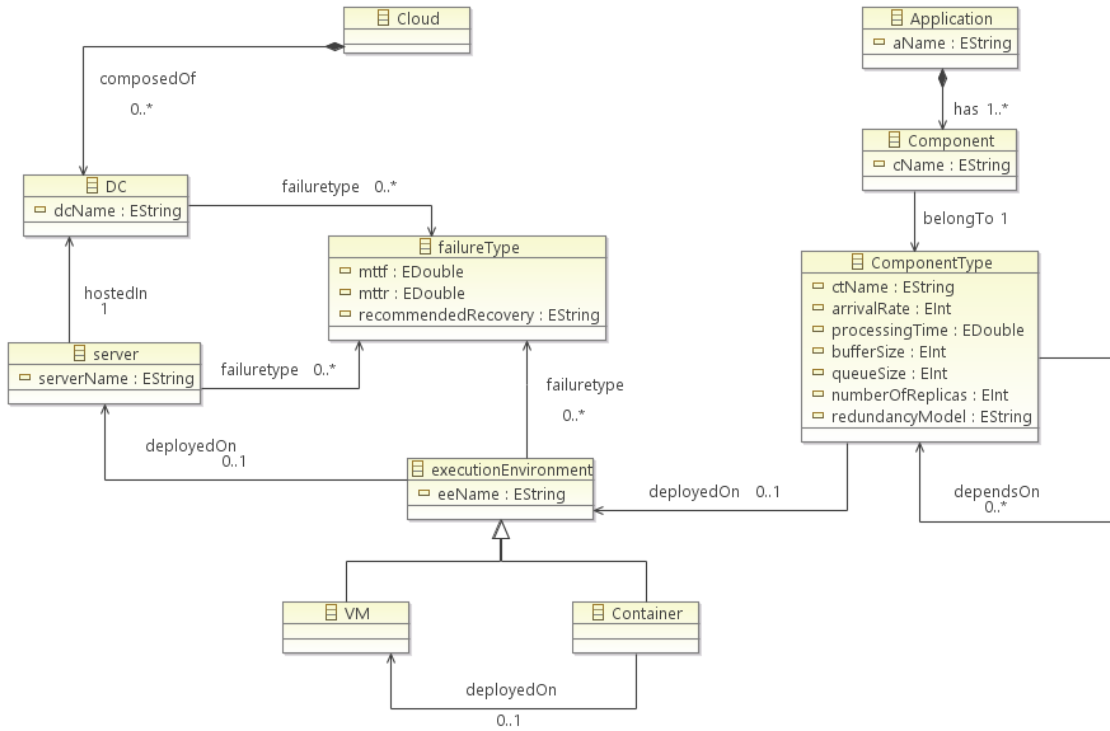 Cloud
Application
aName : EString
composedOf
0..*
has 1..*
Component
cName : EString
DC
dcName : EString
failuretype 0..*
belongTo 1
failureType
mttf : EDouble
mttr : EDouble
recommendedRecovery : EString
ComponentType
ctName : EString
arrivalRate : EInt
processingTime : EDouble
bufferSize : EInt
queueSize : EInt
numberOfReplicas : EInt
redundancyModel : EString
hostedIn
1
server
serverName : EString
failuretype 0..*
failuretype
0..*
deployedOn
0..1
executionEnvironment
eeName : EString
deployedOn 0..1
dependsOn
0..*
VM
Container
deployedOn
0..1